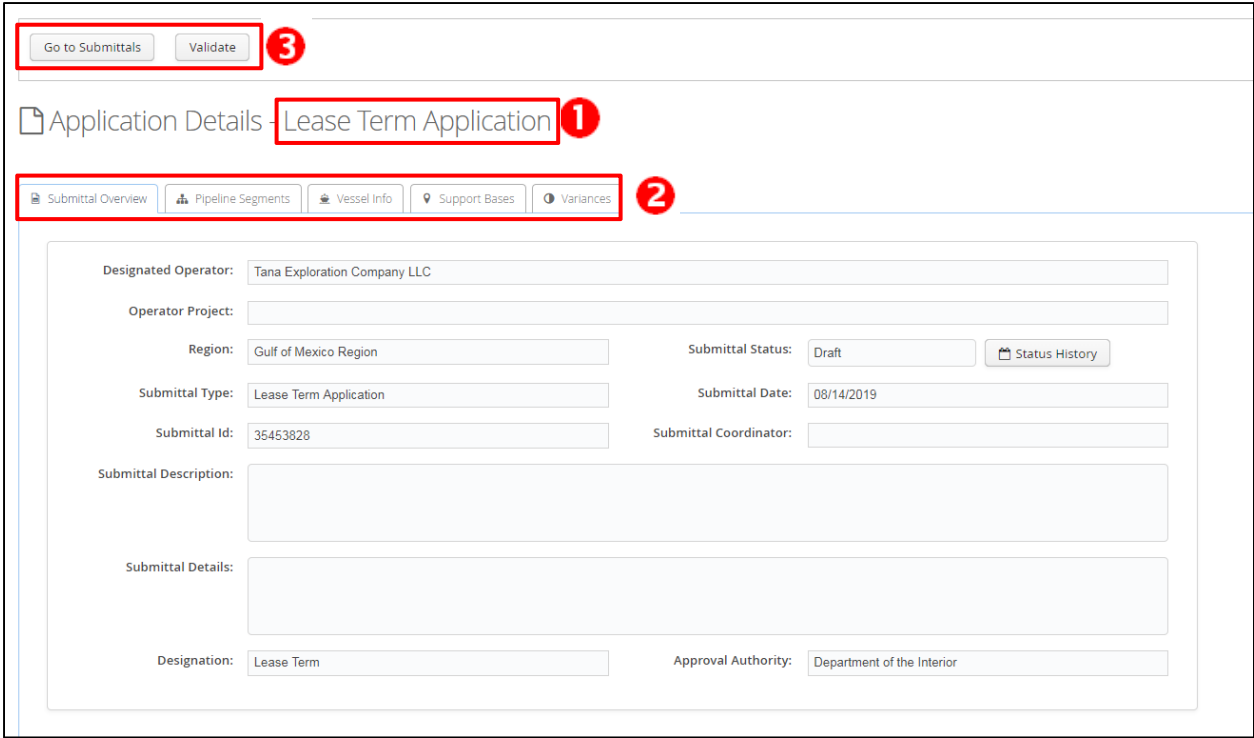 Go to Submittals Validate 3
Application Details - Lease Term Application 1
Submittal Overview Pipeline Segments Vessel Info Support Bases Variances 2
Designated Operator: Tana Exploration Company LLC
Operator Project:
Region: Gulf of Mexico Region Submittal Status: Draft Status History
Submittal Type: Lease Term Application Submittal Date: 08/14/2019
Submittal Id: 35453828 Submittal Coordinator:
Submittal Description:
Submittal Details:
Designation: Lease Term Approval Authority: Department of the Interior